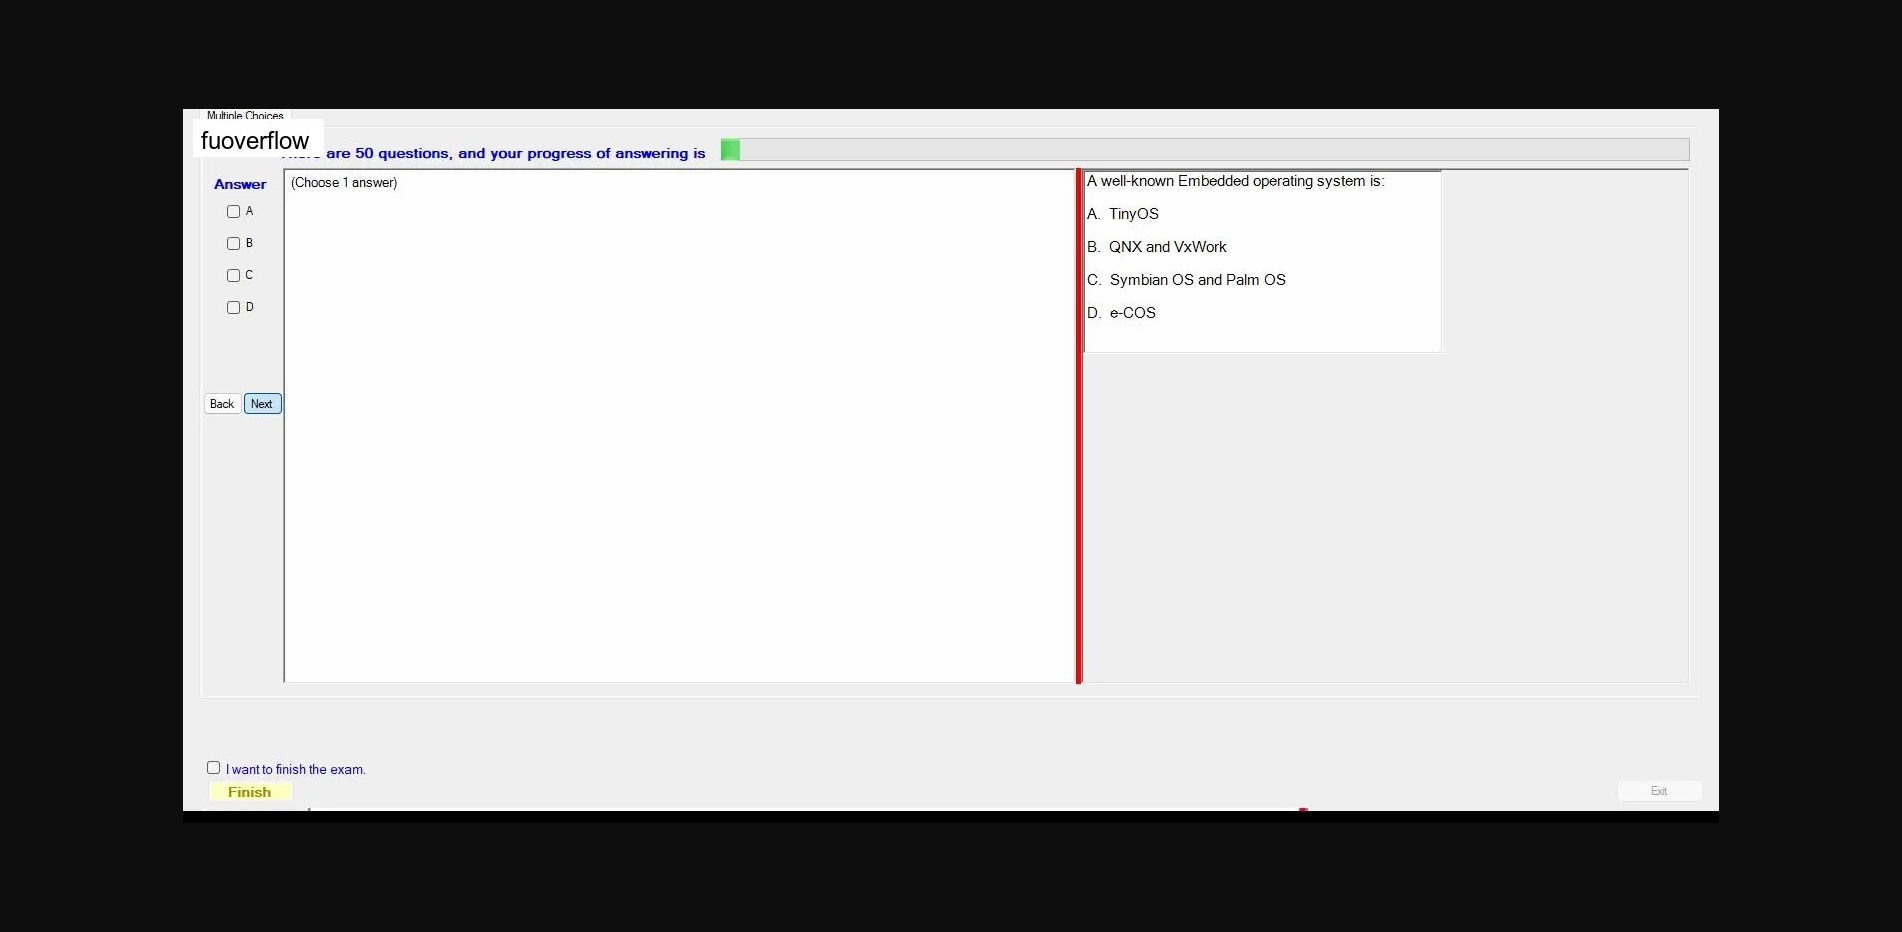 Multiple Choices
fuoverflow
are 50 questions, and your progress of answering is
Answer
(Choose 1 answer)
A
B
C
D
Back Next
A well-known Embedded operating system is:
A. TinyOS
B. QNX and VxWork
C. Symbian OS and Palm OS
D. e-COS
I want to finish the exam.
Finish
Exit